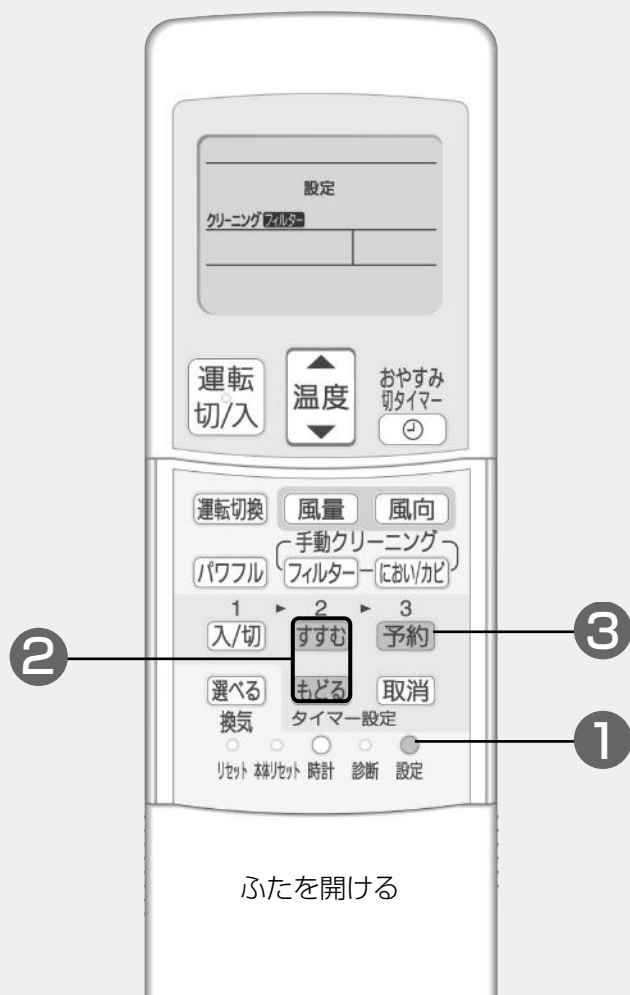 設定
クリーニング フィルター
運転
切/入
温度
おやすみ
切タイマー
運転切換
風量
風向
手動クリーニング
パワフル
フィルター
におい/カビ
1 ▶ 2 ▶ 3
入/切
すすむ
予約
3
2
選べる
もどる
取消
換気
タイマー設定
1
リセット
本体リセット
時計
診断
設定
ふたを開ける